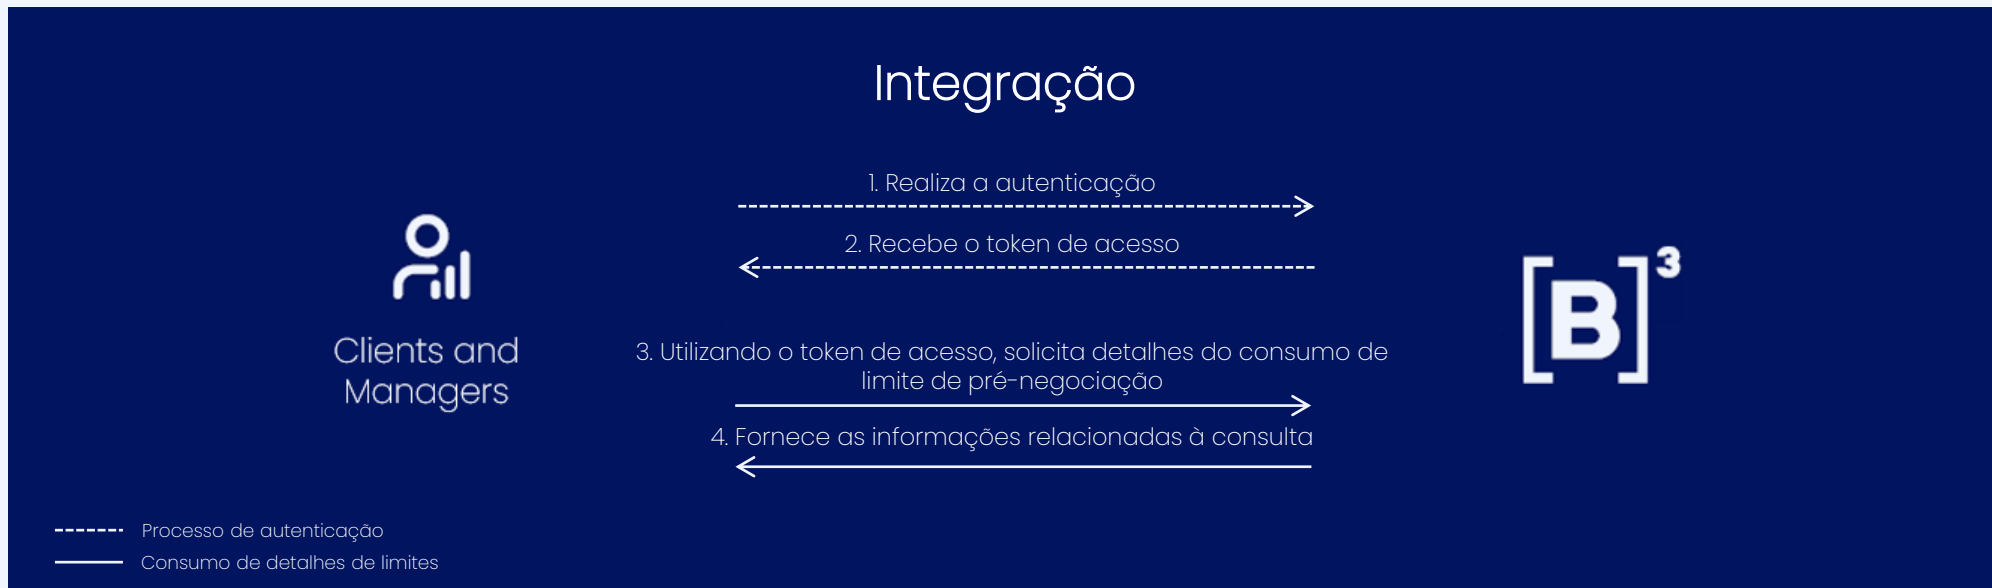 Integração
1. Realiza a autenticação
2. Recebe o token de acesso
Clients and
Managers
[B]³
3. Utilizando o token de acesso, solicita detalhes do consumo de
limite de pré-negociação
4. Fornece as informações relacionadas à consulta
Processo de autenticação
Consumo de detalhes de limites